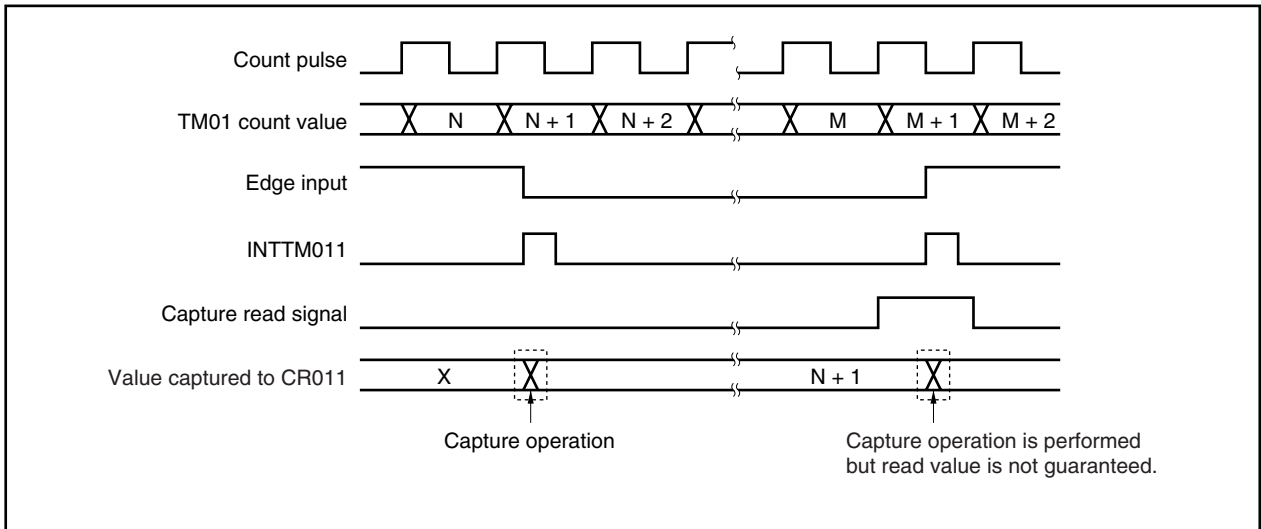 Count pulse
TM01 count value
N
N + 1
N + 2
M
M + 1
M + 2
Edge input
INTTM011
Capture read signal
Value captured to CR011
X
N + 1
Capture operation
Capture operation is performed
but read value is not guaranteed.